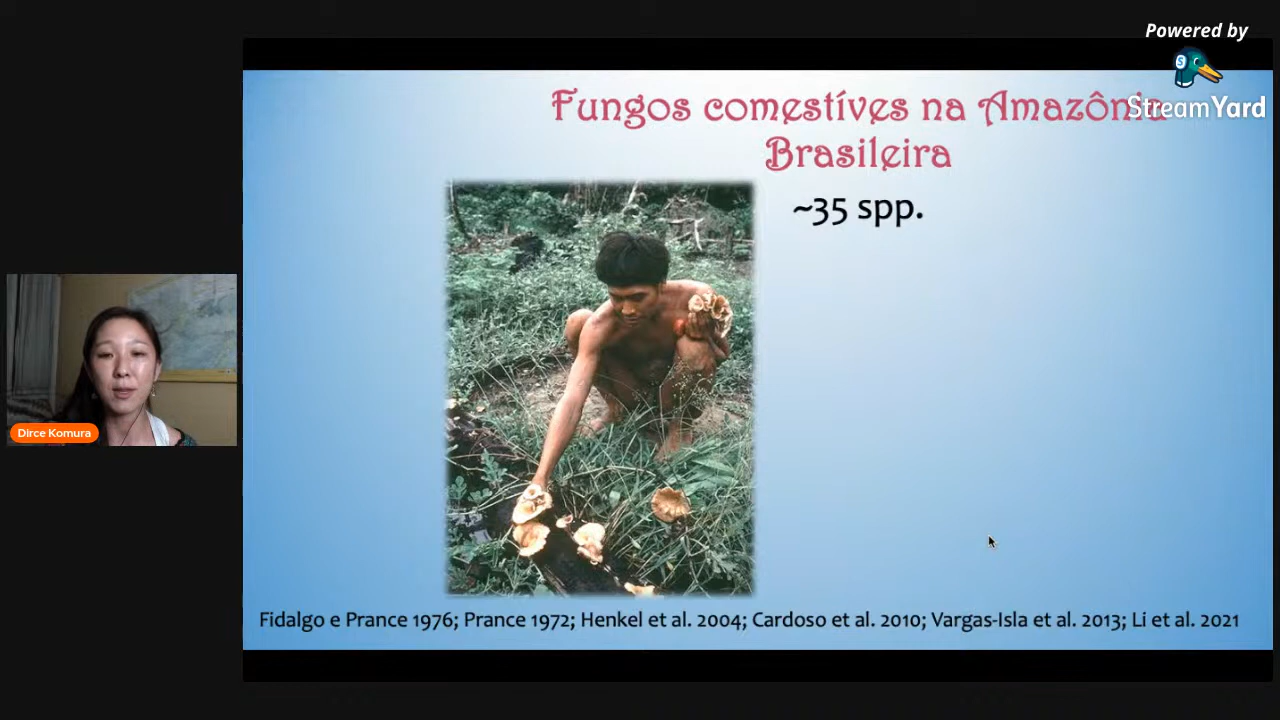 Powered by
StreamYard
Fungos comestíves na Amazônia
Brasileira
~35 spp.
Dirce Komura
Fidalgo e Prance 1976; Prance 1972; Henkel et al. 2004; Cardoso et al. 2010; Vargas-Isla et al. 2013; Li et al. 2021